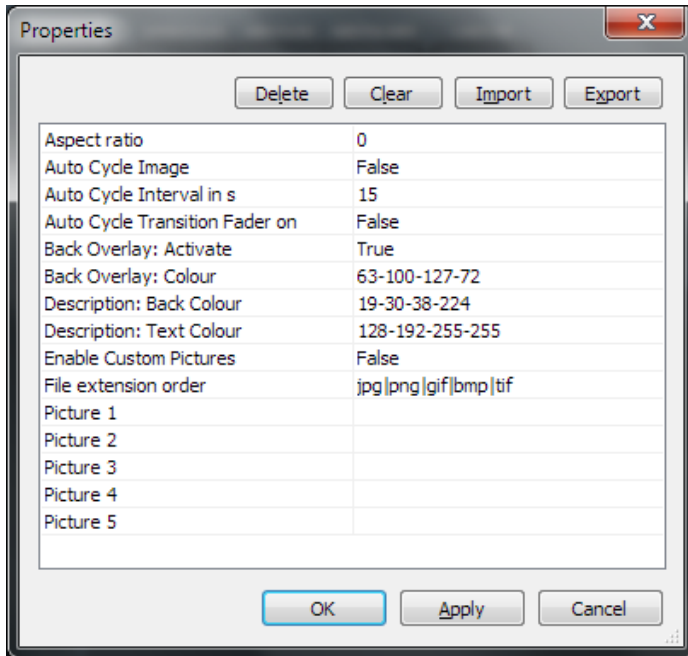 Properties
Delete Clear Import Export
Aspect ratio 0
Auto Cycle Image False
Auto Cycle Interval in s 15
Auto Cycle Transition Fader on False
Back Overlay: Activate True
Back Overlay: Colour 63-100-127-72
Description: Back Colour 19-30-38-224
Description: Text Colour 128-192-255-255
Enable Custom Pictures False
File extension order jpg|png|gif|bmp|tif
Picture 1
Picture 2
Picture 3
Picture 4
Picture 5
OK Apply Cancel